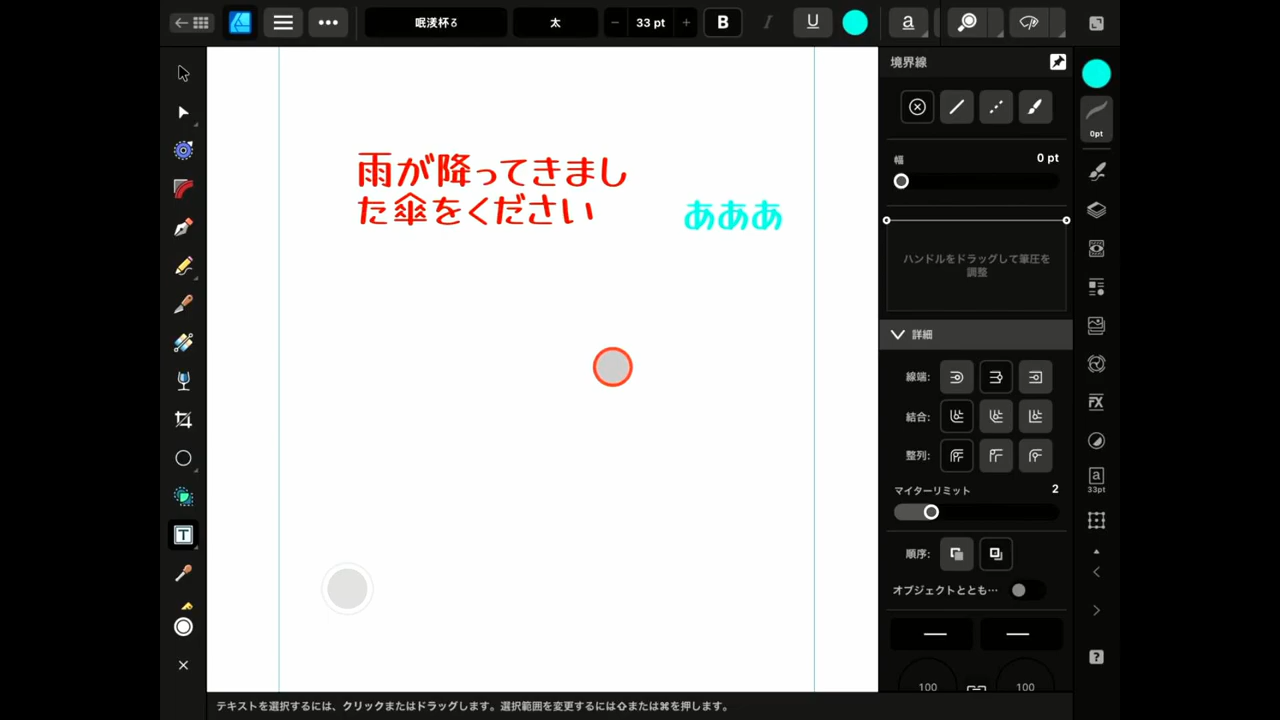 太
33 pt
B
I
U
a
境界線
幅
0 pt
0pt
雨が降ってきまし
た傘をください
あああ
ハンドルをドラッグして筆圧を
調整
詳細
線端:
結合:
整列:
マイターリミット
2
順序:
オブジェクトととも…
100
100
FX
a
33pt
?
T
テキストを選択するには、クリックまたはドラッグします。選択範囲を変更するには⇧または⌘を押します。